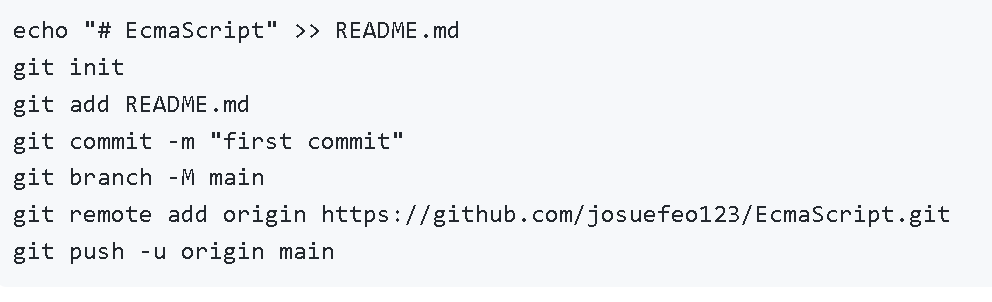 echo "# EcmaScript" >> README.md
git init
git add README.md
git commit -m "first commit"
git branch -M main
git remote add origin https://github.com/josuefeo123/EcmaScript.git
git push -u origin main